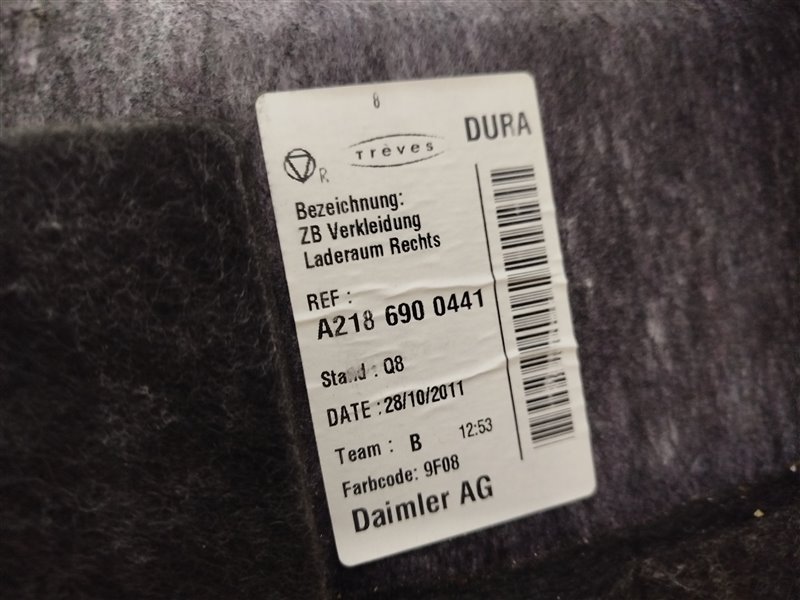 8
Trèves
DURA
R
Bezeichnung:
ZB Verkleidung
Laderaum Rechts
REF :
A218 690 0441
Stand : Q8
DATE : 28/10/2011
Team : B 12:53
Farbcode: 9F08
Daimler AG